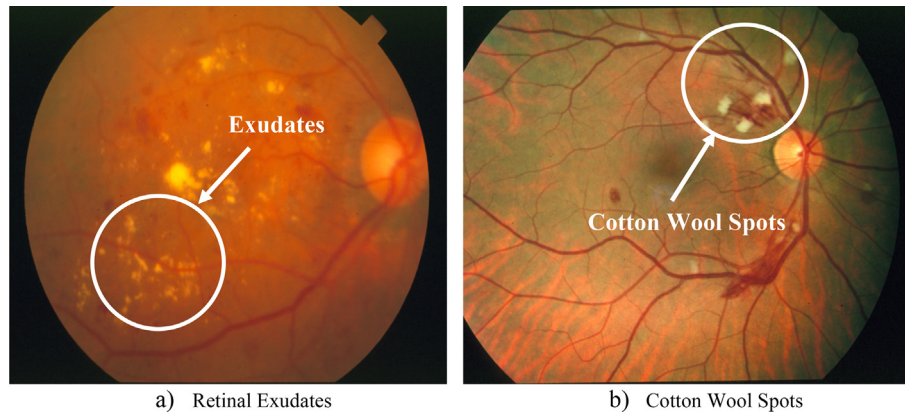 Exudates
Cotton Wool Spots
a) Retinal Exudates
b) Cotton Wool Spots